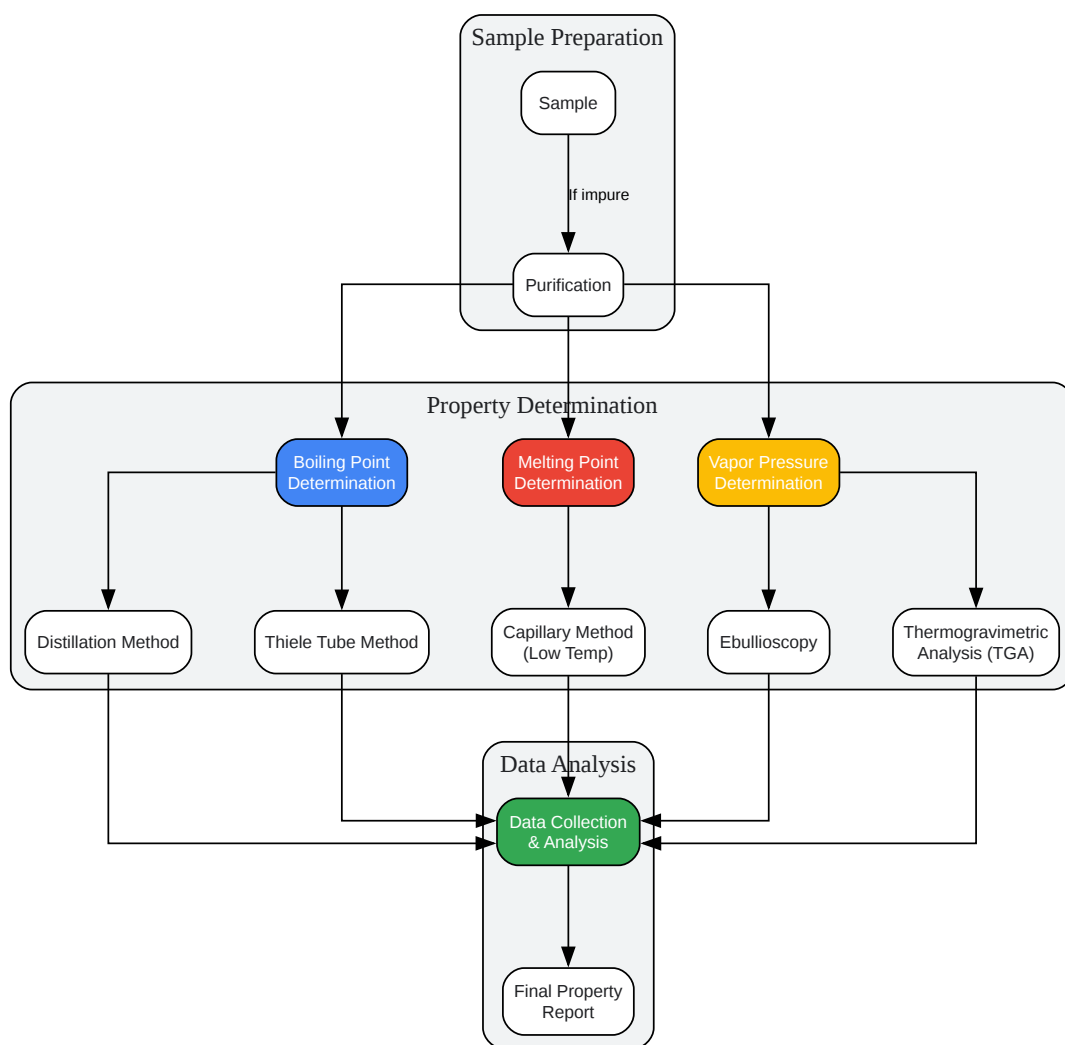 Sample Preparation
Sample
If impure
Purification
Property Determination
Boiling Point
Determination
Melting Point
Determination
Vapor Pressure
Determination
Distillation Method
Thiele Tube Method
Capillary Method
(Low Temp)
Ebullioscopy
Thermogravimetric
Analysis (TGA)
Data Analysis
Data Collection
& Analysis
Final Property
Report